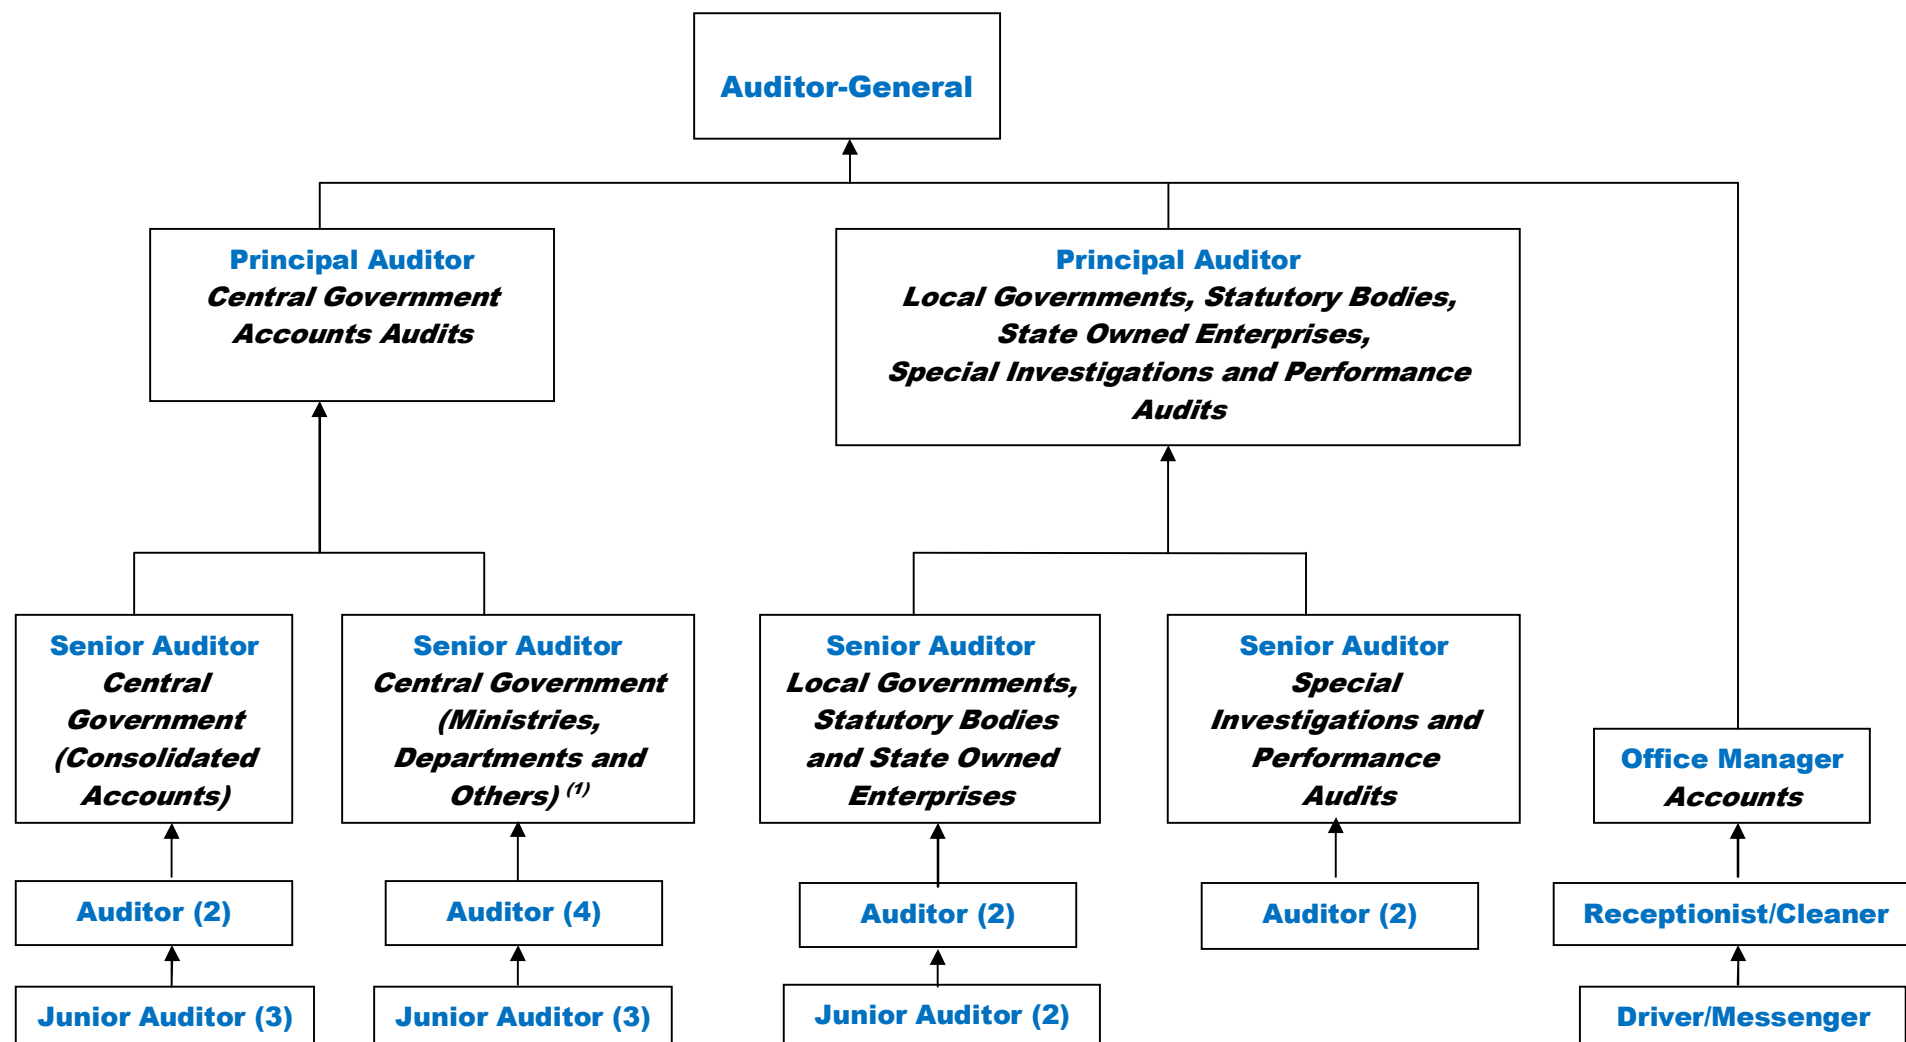 Auditor-General
Principal Auditor
Central Government
Accounts Audits
Principal Auditor
Local Governments, Statutory Bodies,
State Owned Enterprises,
Special Investigations and Performance
Audits
Senior Auditor
Central
Government
(Consolidated
Accounts)
Senior Auditor
Central Government
(Ministries,
Departments and
Others) (1)
Senior Auditor
Local Governments,
Statutory Bodies
and State Owned
Enterprises
Senior Auditor
Special
Investigations and
Performance
Audits
Office Manager
Accounts
Auditor (2)
Auditor (4)
Auditor (2)
Auditor (2)
Receptionist/Cleaner
Junior Auditor (3)
Junior Auditor (3)
Junior Auditor (2)
Driver/Messenger